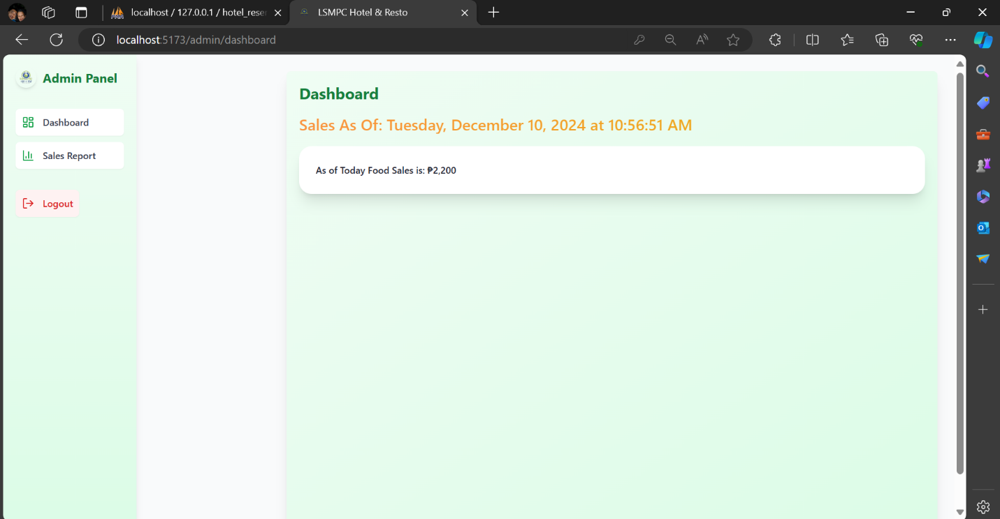 localhost / 127.0.0.1 / hotel_rese
LSMPC Hotel & Resto
localhost:5173/admin/dashboard
Admin Panel
Dashboard
Sales Report
Logout
Dashboard
Sales As Of: Tuesday, December 10, 2024 at 10:56:51 AM
As of Today Food Sales is: ₱2,200